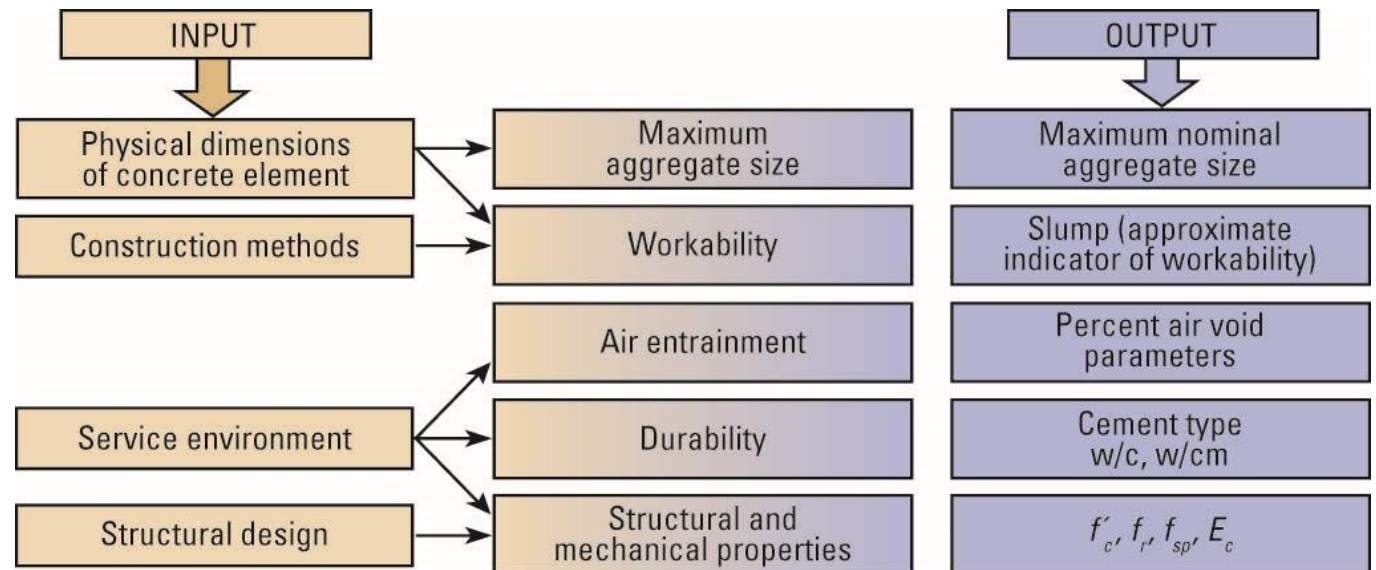 INPUT
OUTPUT
Physical dimensions
of concrete element
Maximum
aggregate size
Maximum nominal
aggregate size
Construction methods
Workability
Slump (approximate
indicator of workability)
Air entrainment
Percent air void
parameters
Service environment
Durability
Cement type
w/c, w/cm
Structural design
Structural and
mechanical properties
f´c, fr, fsp, Ec